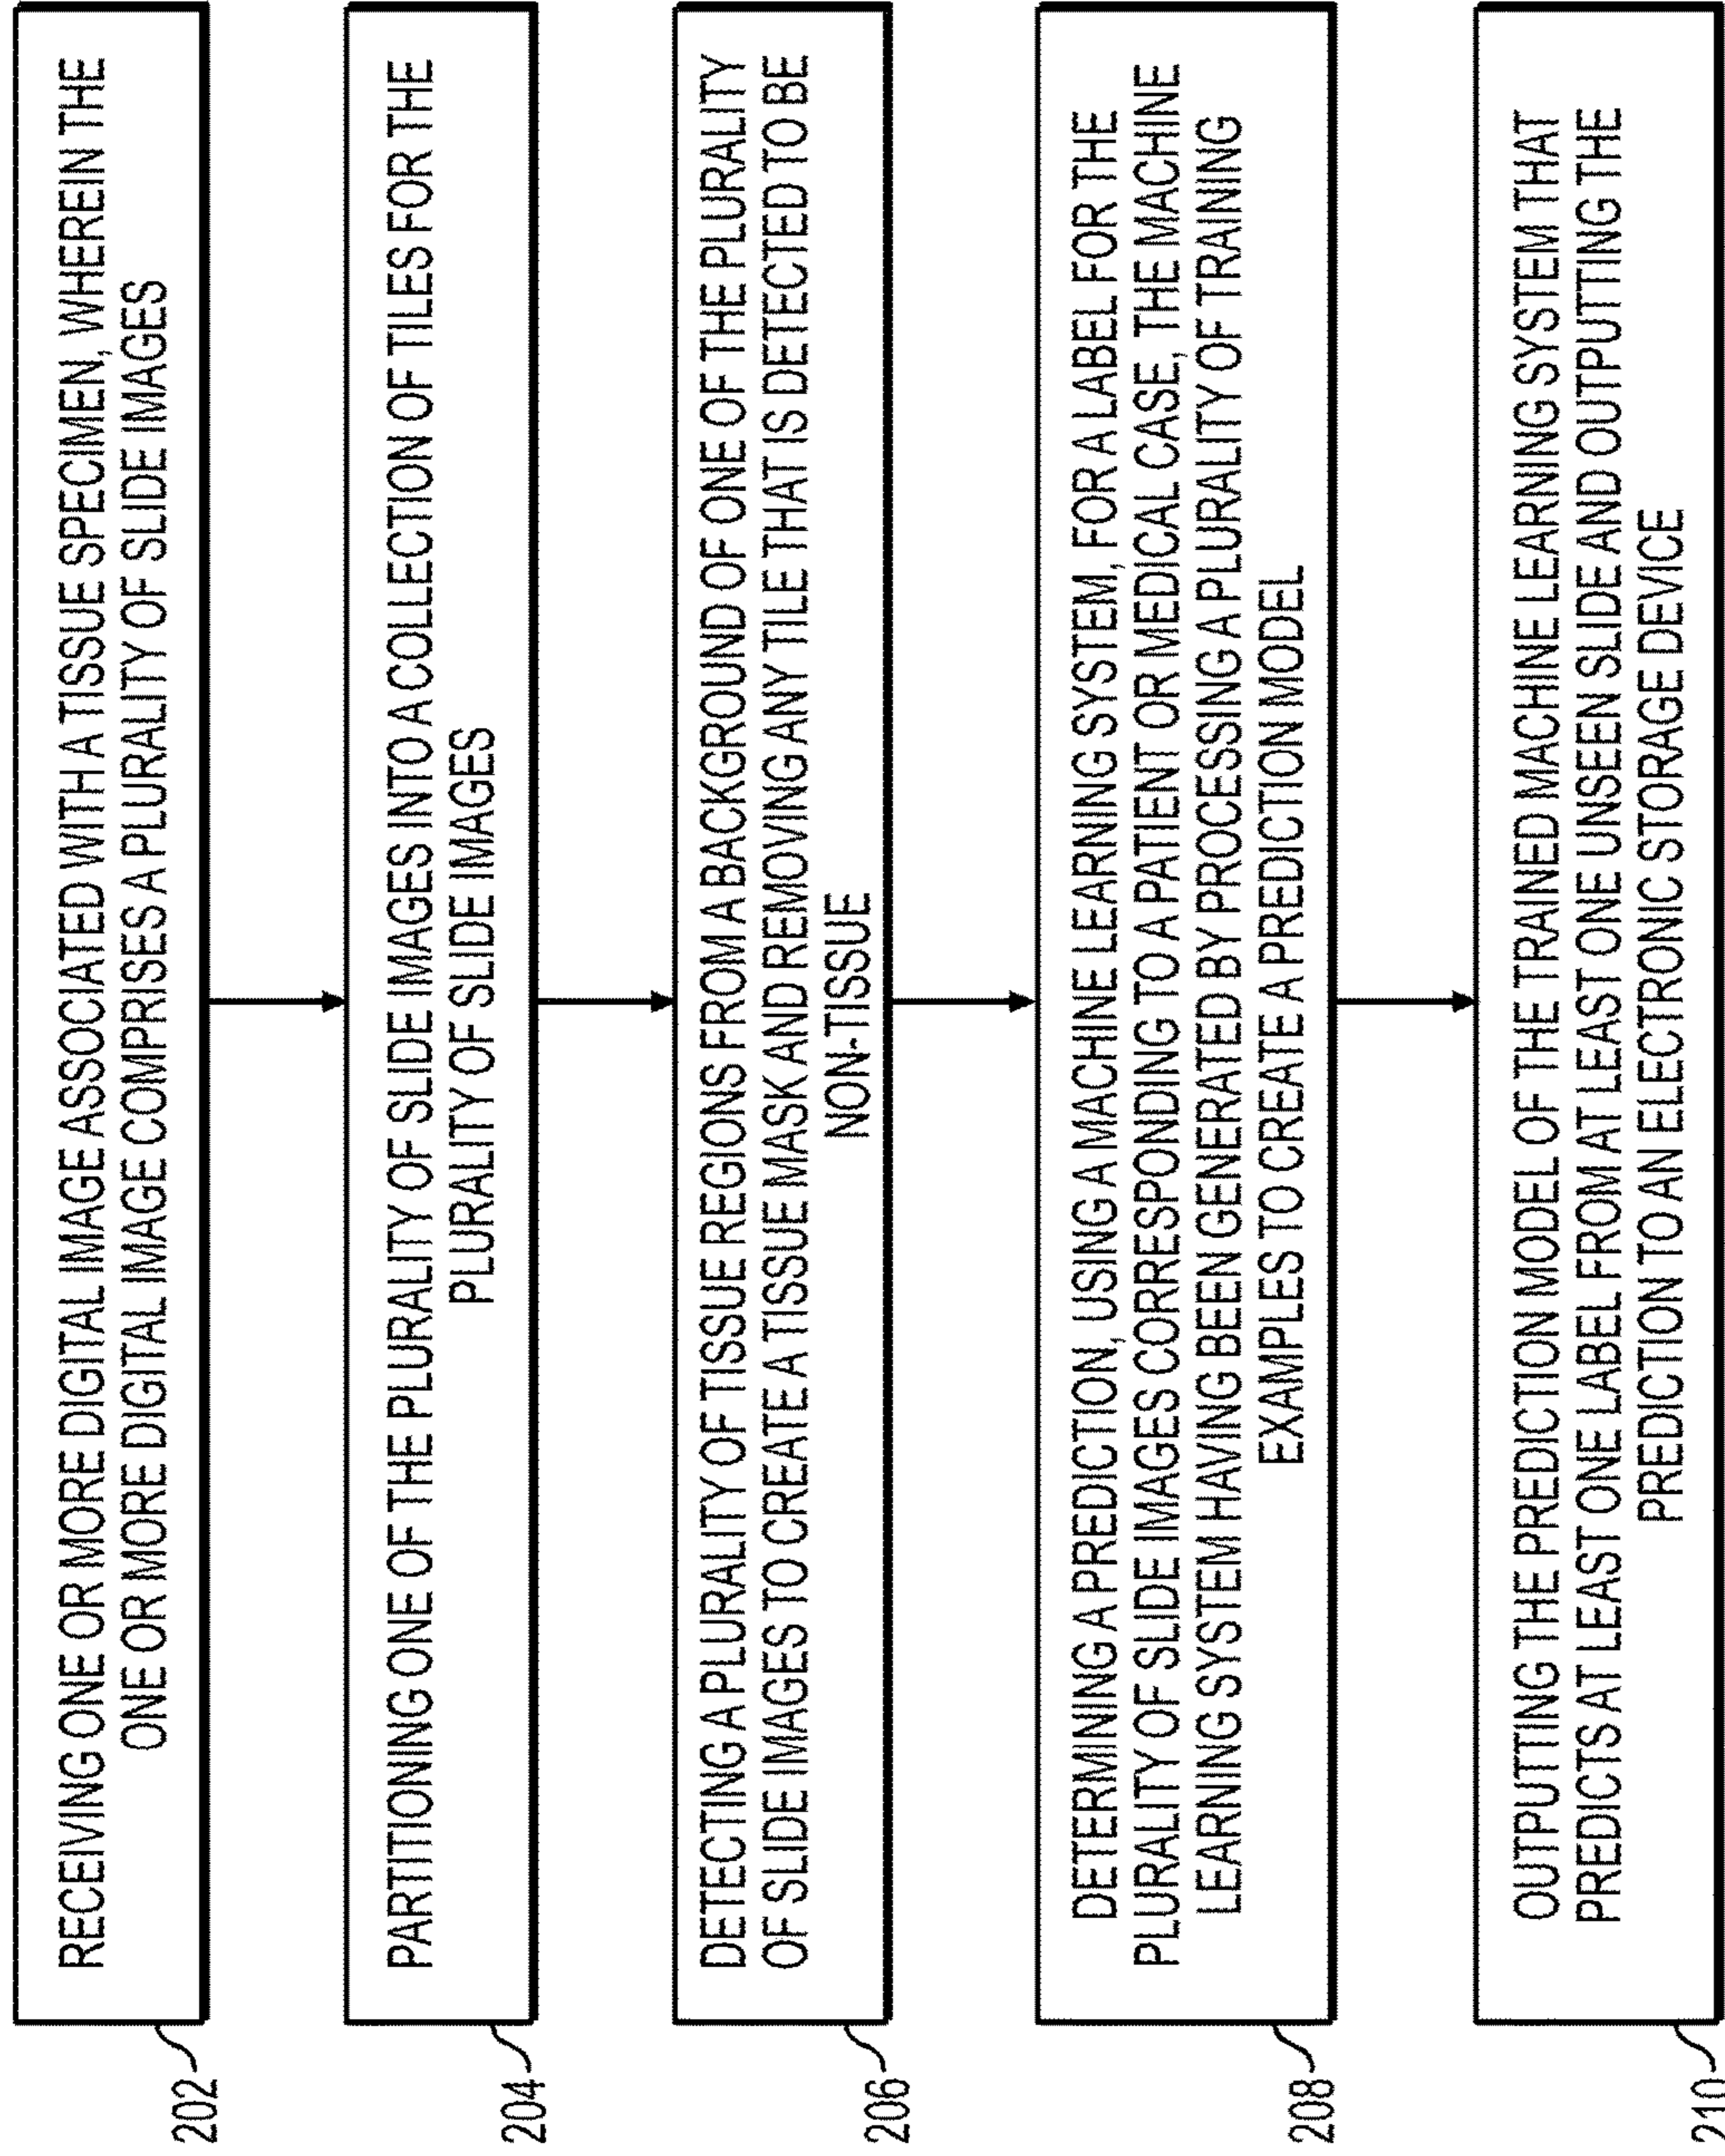 RECEIVING ONE OR MORE DIGITAL IMAGE ASSOCIATED WITH A TISSUE SPECIMEN, WHEREIN THE
ONE OR MORE DIGITAL IMAGE COMPRISES A PLURALITY OF SLIDE IMAGES
202
PARTITIONING ONE OF THE PLURALITY OF SLIDE IMAGES INTO A COLLECTION OF TILES FOR THE
PLURALITY OF SLIDE IMAGES
204
DETECTING A PLURALITY OF TISSUE REGIONS FROM A BACKGROUND OF ONE OF THE PLURALITY
OF SLIDE IMAGES TO CREATE A TISSUE MASK AND REMOVING ANY TILE THAT IS DETECTED TO BE
NON-TISSUE
206
DETERMINING A PREDICTION, USING A MACHINE LEARNING SYSTEM, FOR A LABEL FOR THE
PLURALITY OF SLIDE IMAGES CORRESPONDING TO A PATIENT OR MEDICAL CASE, THE MACHINE
LEARNING SYSTEM HAVING BEEN GENERATED BY PROCESSING A PLURALITY OF TRAINING
EXAMPLES TO CREATE A PREDICTION MODEL
208
OUTPUTTING THE PREDICTION MODEL OF THE TRAINED MACHINE LEARNING SYSTEM THAT
PREDICTS AT LEAST ONE LABEL FROM AT LEAST ONE UNSEEN SLIDE AND OUTPUTTING THE
PREDICTION TO AN ELECTRONIC STORAGE DEVICE
210